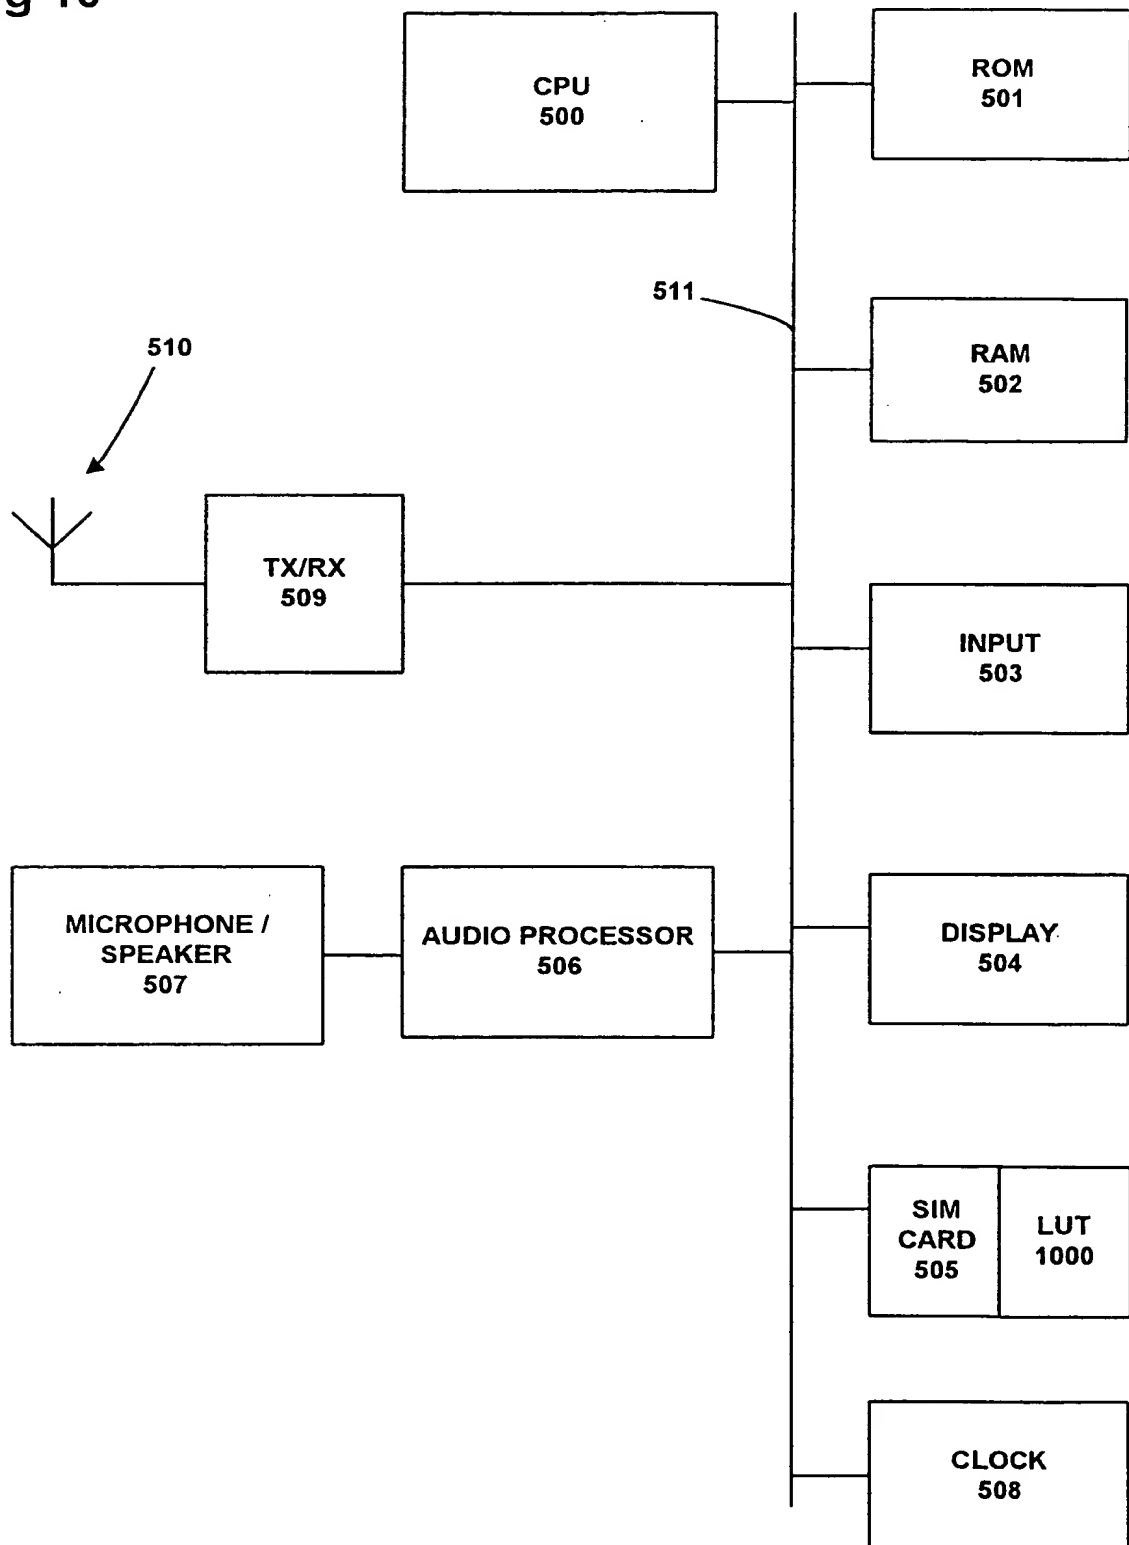 g 10
CPU
500
ROM
501
511
RAM
502
510
TX/RX
509
INPUT
503
MICROPHONE /
SPEAKER
507
AUDIO PROCESSOR
506
DISPLAY
504
SIM
CARD
505
LUT
1000
CLOCK
508